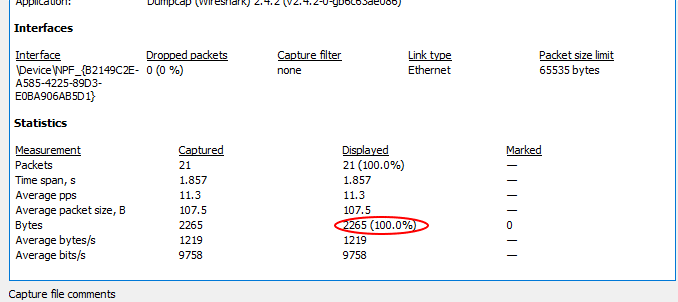 Application: Dumpcap (Wireshark) 2.4.2 (v2.4.2-0-gb6c63ae086)
Interfaces
Interface Dropped packets Capture filter Link type Packet size limit
\Device\NPF_{B2149C2E- 0 (0 %) none Ethernet 65535 bytes
A585-4225-89D3-
E0BA906AB5D1}
Statistics
Measurement Captured Displayed Marked
Packets 21 21 (100.0%) —
Time span, s 1.857 1.857 —
Average pps 11.3 11.3 —
Average packet size, B 107.5 107.5 —
Bytes 2265 2265 (100.0%) 0
Average bytes/s 1219 1219 —
Average bits/s 9758 9758 —
Capture file comments